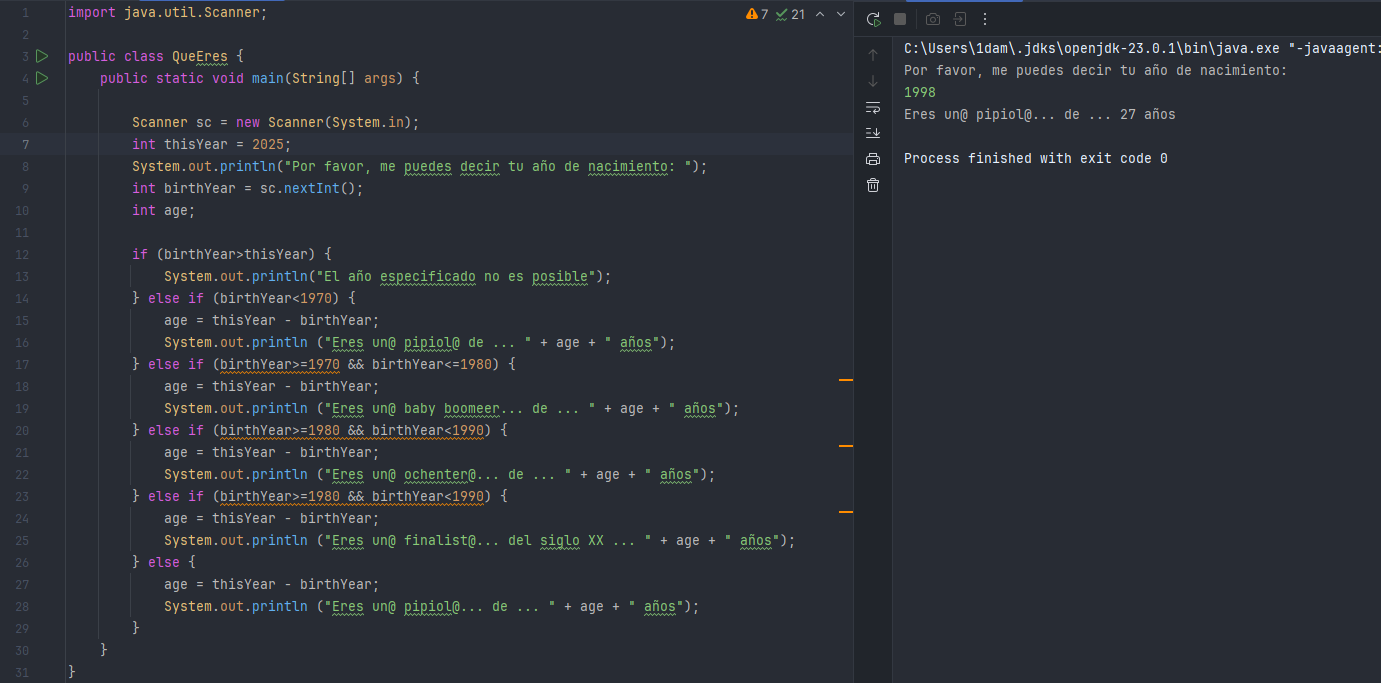 1 import java.util.Scanner;
2
3 public class QueEres {
4     public static void main(String[] args) {
5
6         Scanner sc = new Scanner(System.in);
7         int thisYear = 2025;
8         System.out.println("Por favor, me puedes decir tu año de nacimiento: ");
9         int birthYear = sc.nextInt();
10         int age;
11
12         if (birthYear>thisYear) {
13             System.out.println("El año especificado no es posible");
14         } else if (birthYear<1970) {
15             age = thisYear - birthYear;
16             System.out.println ("Eres un@ pipiol@ de ... " + age + " años");
17         } else if (birthYear>=1970 && birthYear<=1980) {
18             age = thisYear - birthYear;
19             System.out.println ("Eres un@ baby boomeer... de ... " + age + " años");
20         } else if (birthYear>=1980 && birthYear<1990) {
21             age = thisYear - birthYear;
22             System.out.println ("Eres un@ ochenter@... de ... " + age + " años");
23         } else if (birthYear>=1980 && birthYear<1990) {
24             age = thisYear - birthYear;
25             System.out.println ("Eres un@ finalist@... del siglo XX ... " + age + " años");
26         } else {
27             age = thisYear - birthYear;
28             System.out.println ("Eres un@ pipiol@... de ... " + age + " años");
29         }
30     }
31 }
7 21
C:\Users\1dam\.jdks\openjdk-23.0.1\bin\java.exe "-javaagent:
Por favor, me puedes decir tu año de nacimiento:
1998
Eres un@ pipiol@... de ... 27 años
Process finished with exit code 0